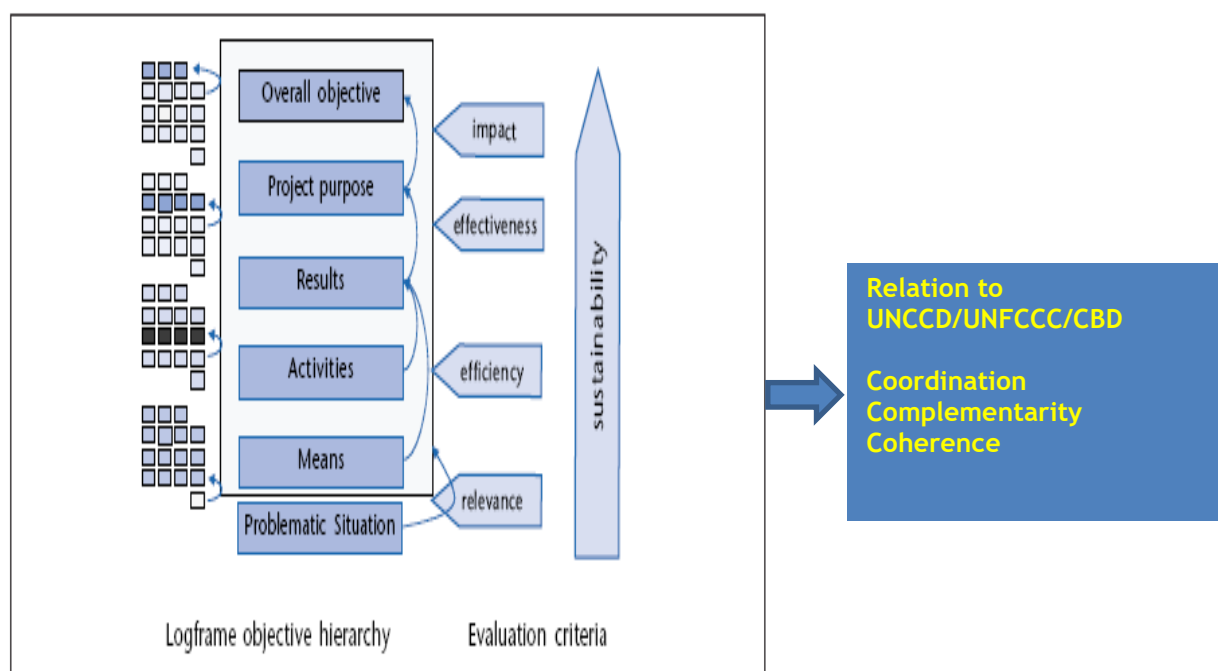 Overall objective
impact
Project purpose
effectiveness
Results
Activities
efficiency
Means
relevance
Problematic Situation
sustainability
Logframe objective hierarchy
Evaluation criteria
Relation to
UNCCD/UNFCCC/CBD
Coordination
Complementarity
Coherence